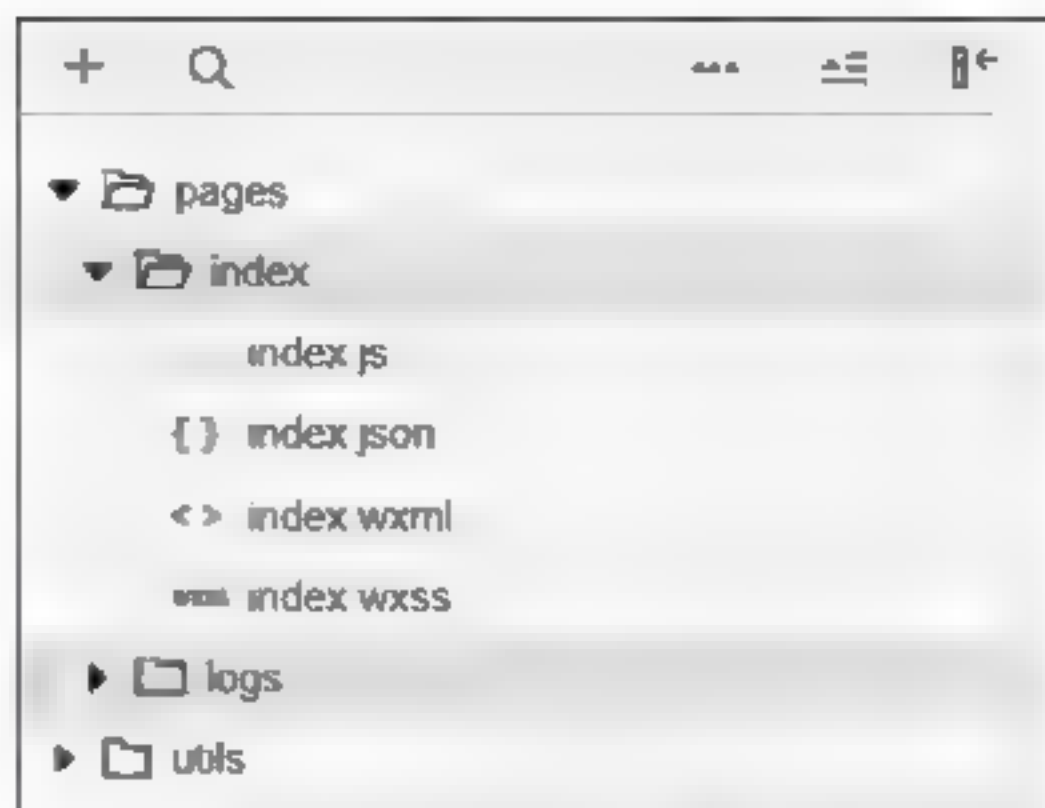 pages
index
index.js
{ } index.json
< > index.wxml
index.wxss
logs
utils